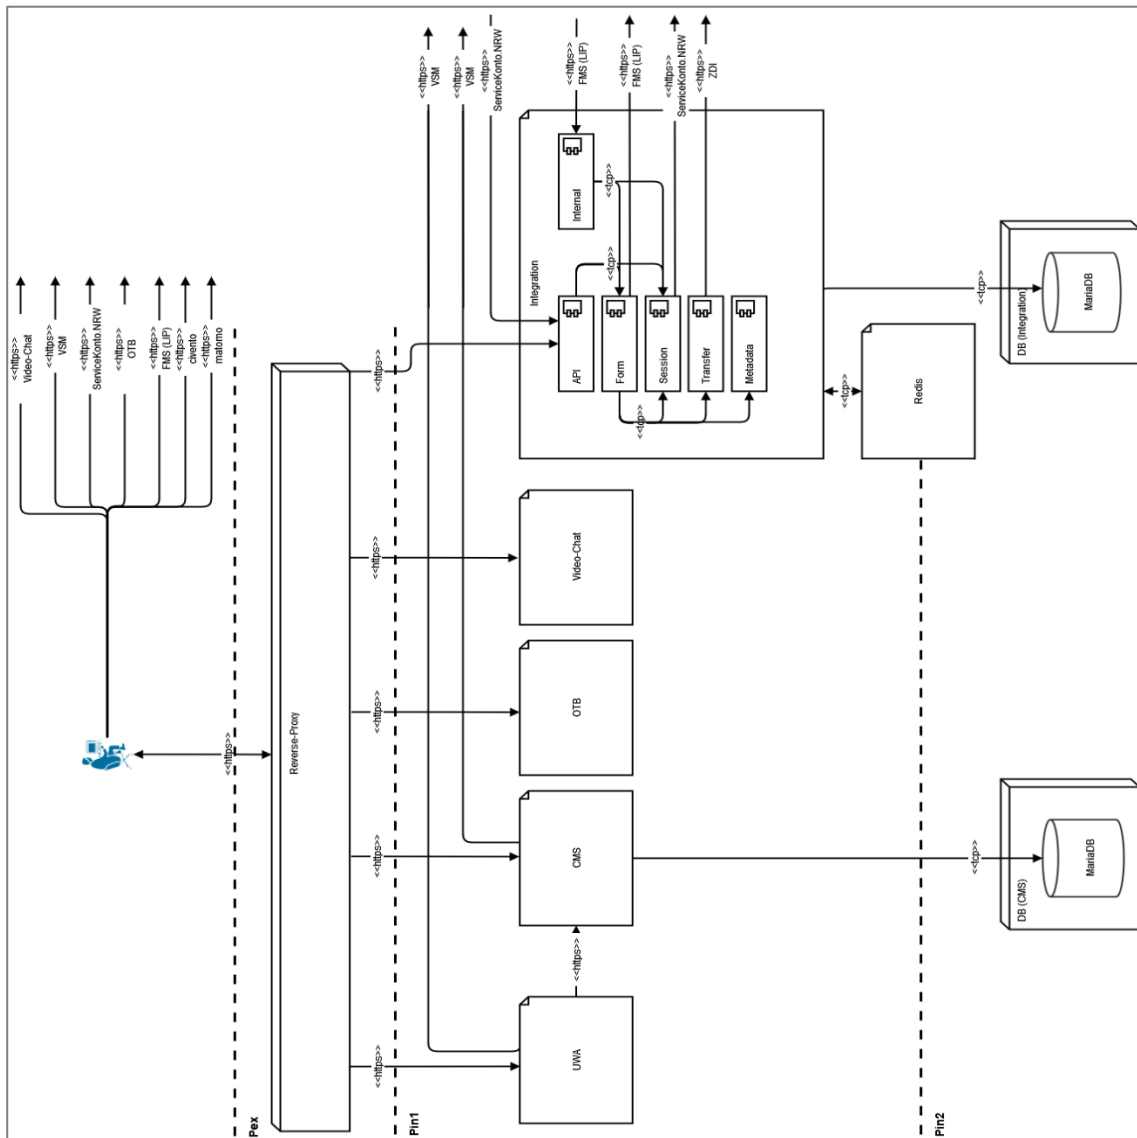 <<https>>
Video-Chat
<<https>>
VSM
<<https>>
ServiceKonto.NRW
<<https>>
OTB
<<https>>
FMS (LIP)
<<https>>
civento
<<https>>
matomo
<<https>>
Pex
Reverse-Proxy
<<https>>
<<https>>
<<https>>
<<https>>
<<https>>
Pin1
<<https>>
VSM
<<https>>
VSM
<<https>>
ServiceKonto.NRW
<<https>>
FMS (LIP)
<<https>>
FMS (LIP)
<<https>>
ServiceKonto.NRW
<<https>>
ZDI
UWA
<<https>>
CMS
OTB
Video-Chat
Integration
Internal
<<tcp>>
<<tcp>>
API
Form
Session
Transfer
Metadata
<<tcp>>
<<tcp>>
Redis
Pin2
<<tcp>>
DB (CMS)
MariaDB
<<tcp>>
DB (Integration)
MariaDB